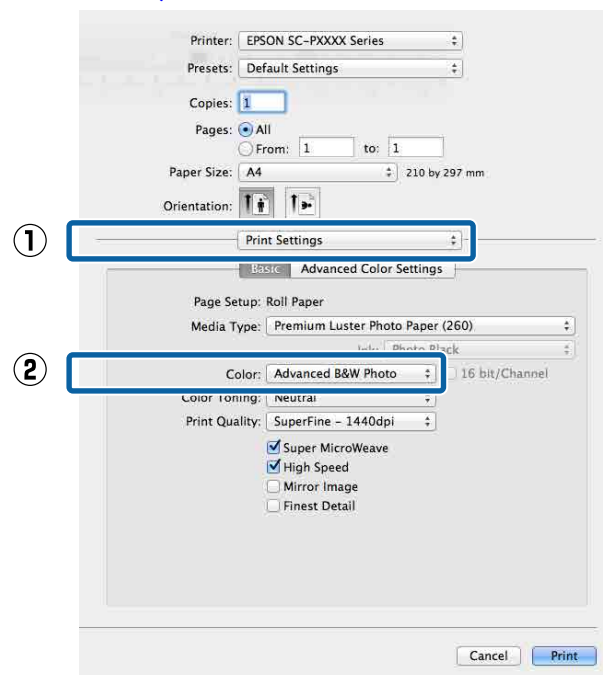 Printer: EPSON SC-PXXXX Series
Presets: Default Settings
Copies: 1
Pages: All
From: 1 to: 1
Paper Size: A4 210 by 297 mm
Orientation:
① Print Settings
Basic Advanced Color Settings
Page Setup: Roll Paper
Media Type: Premium Luster Photo Paper (260)
Ink: Photo Black
② Color: Advanced B&W Photo 16 bit/Channel
Color Toning: Neutral
Print Quality: SuperFine - 1440dpi
Super MicroWeave
High Speed
Mirror Image
Finest Detail
Cancel Print